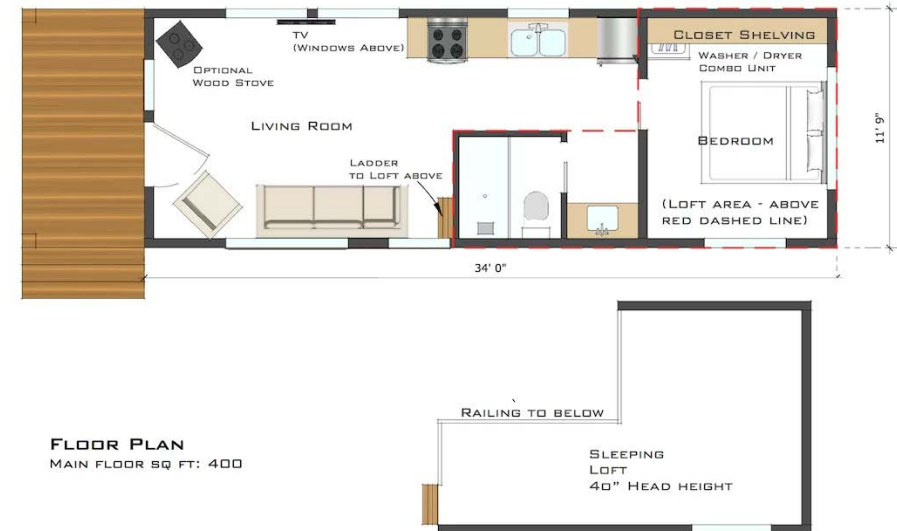 TV
(Windows Above)
Closet Shelving
Washer / Dryer
Combo Unit
Optional
Wood Stove
Living Room
Bedroom
Ladder
to Loft above
(Loft area - above
red dashed line)
11' 9"
34' 0"
Railing to below
Floor Plan
Main floor sq ft: 400
Sleeping
Loft
40" Head height